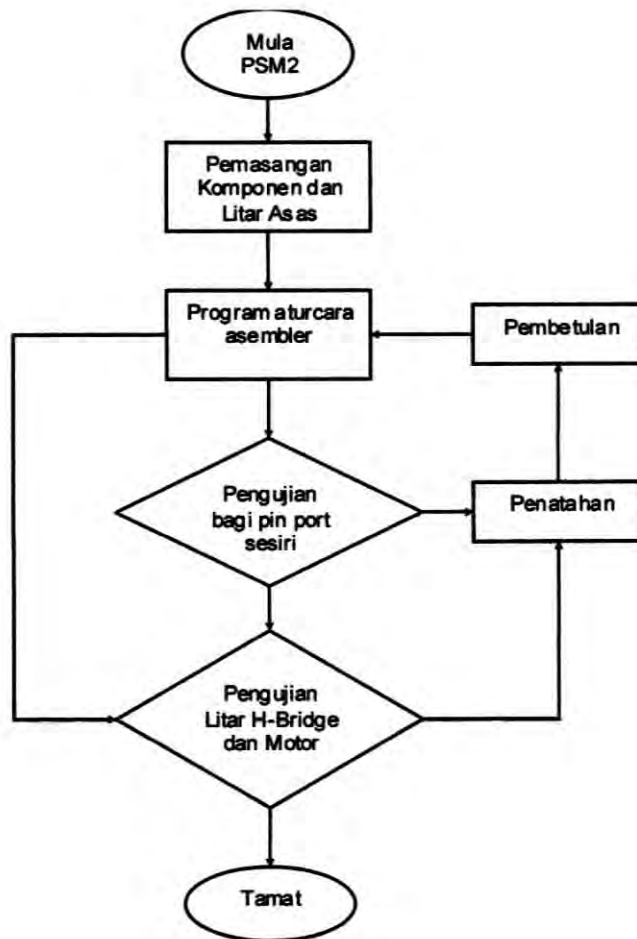 Mula
PSM2
Pemasangan
Komponen dan
Litar Asas
Program aturcara
asembler
Pembetulan
Pengujian
bagi pin port
sesiri
Penatahan
Pengujian
Litar H-Bridge
dan Motor
Tamat